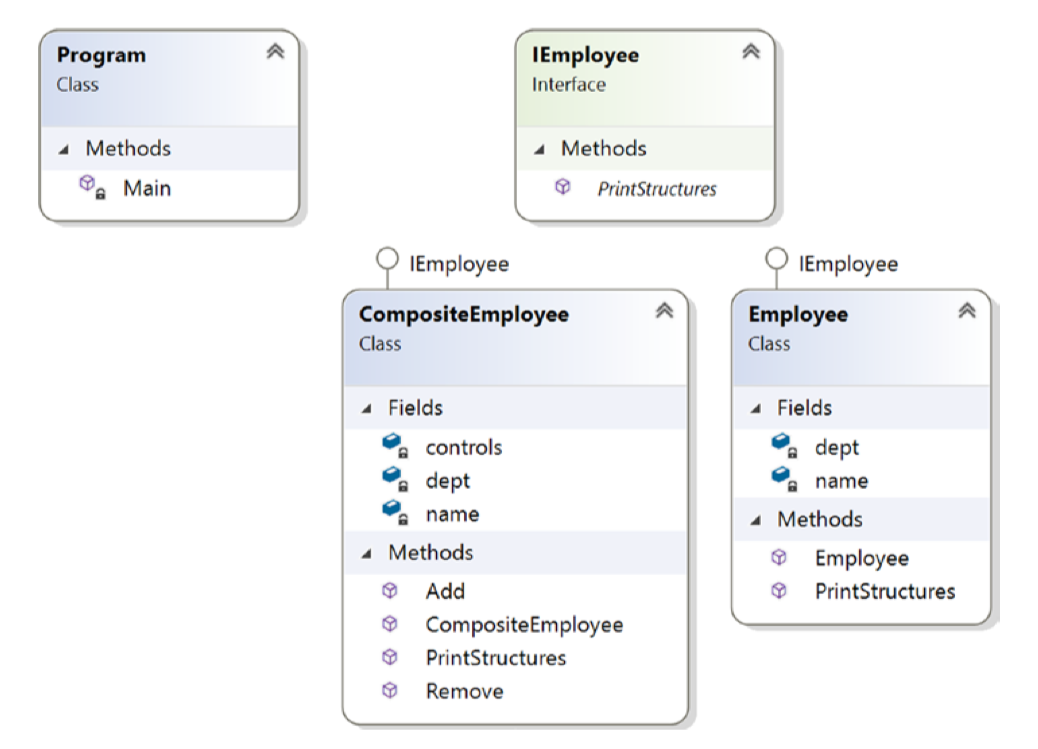 Program
Class
Methods
Main
IEmployee
Interface
Methods
PrintStructures
IEmployee
CompositeEmployee
Class
Fields
controls
dept
name
Methods
Add
CompositeEmployee
PrintStructures
Remove
IEmployee
Employee
Class
Fields
dept
name
Methods
Employee
PrintStructures